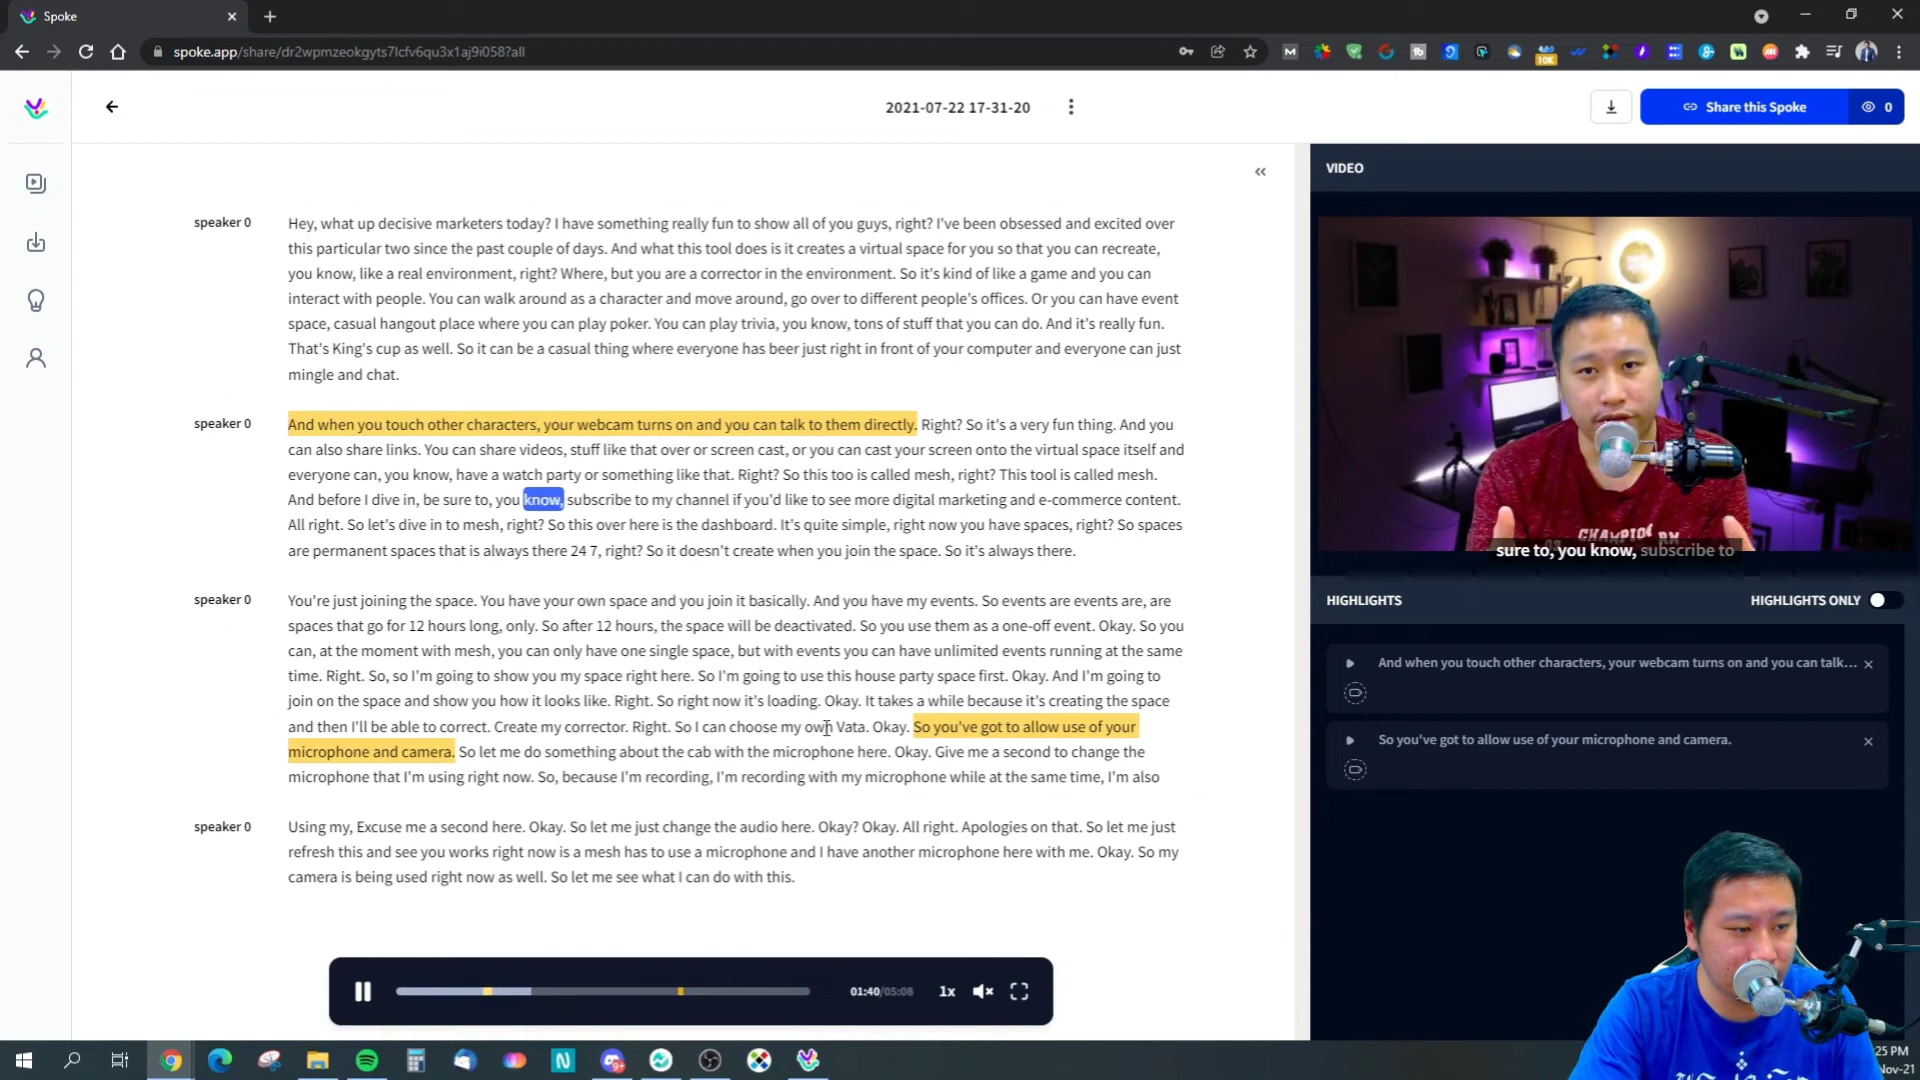 Spoke
spoke.app/share/dr2wpmzeokgyts7lcfv6qu3x1aj9i058?all
10K
2021-07-22 17-31-20
Share this Spoke
0
VIDEO
speaker 0
Hey, what up decisive marketers today? I have something really fun to show all of you guys, right? I've been obsessed and excited over
this particular two since the past couple of days. And what this tool does is it creates a virtual space for you so that you can recreate,
you know, like a real environment, right? Where, but you are a corrector in the environment. So it's kind of like a game and you can
interact with people. You can walk around as a character and move around, go over to different people's offices. Or you can have event
space, casual hangout place where you can play poker. You can play trivia, you know, tons of stuff that you can do. And it's really fun.
That's King's cup as well. So it can be a casual thing where everyone has beer just right in front of your computer and everyone can just
mingle and chat.
speaker 0
And when you touch other characters, your webcam turns on and you can talk to them directly. Right? So it's a very fun thing. And you
can also share links. You can share videos, stuff like that over or screen cast, or you can cast your screen onto the virtual space itself and
everyone can, you know, have a watch party or something like that. Right? So this too is called mesh, right? This tool is called mesh.
And before I dive in, be sure to, you know, subscribe to my channel if you'd like to see more digital marketing and e-commerce content.
All right. So let's dive in to mesh, right? So this over here is the dashboard. It's quite simple, right now you have spaces, right? So spaces
are permanent spaces that is always there 24 7, right? So it doesn't create when you join the space. So it's always there.
speaker 0
You're just joining the space. You have your own space and you join it basically. And you have my events. So events are events are, are
spaces that go for 12 hours long, only. So after 12 hours, the space will be deactivated. So you use them as a one-off event. Okay. So you
can, at the moment with mesh, you can only have one single space, but with events you can have unlimited events running at the same
time. Right. So, so I'm going to show you my space right here. So I'm going to use this house party space first. Okay. And I'm going to
join on the space and show you how it looks like. Right. So right now it's loading. Okay. It takes a while because it's creating the space
and then I'll be able to correct. Create my corrector. Right. So I can choose my own Vata. Okay. So you've got to allow use of your
microphone and camera. So let me do something about the cab with the microphone here. Okay. Give me a second to change the
microphone that I'm using right now. So, because I'm recording, I'm recording with my microphone while at the same time, I'm also
speaker 0
Using my, Excuse me a second here. Okay. So let me just change the audio here. Okay? Okay. All right. Apologies on that. So let me just
refresh this and see you works right now is a mesh has to use a microphone and I have another microphone here with me. Okay. So my
camera is being used right now as well. So let me see what I can do with this.
01:40/05:08
1x
CHAMPION
sure to, you know, subscribe to
HIGHLIGHTS
HIGHLIGHTS ONLY
And when you touch other characters, your webcam turns on and you can talk...
So you've got to allow use of your microphone and camera.
25 PM
Nov-21